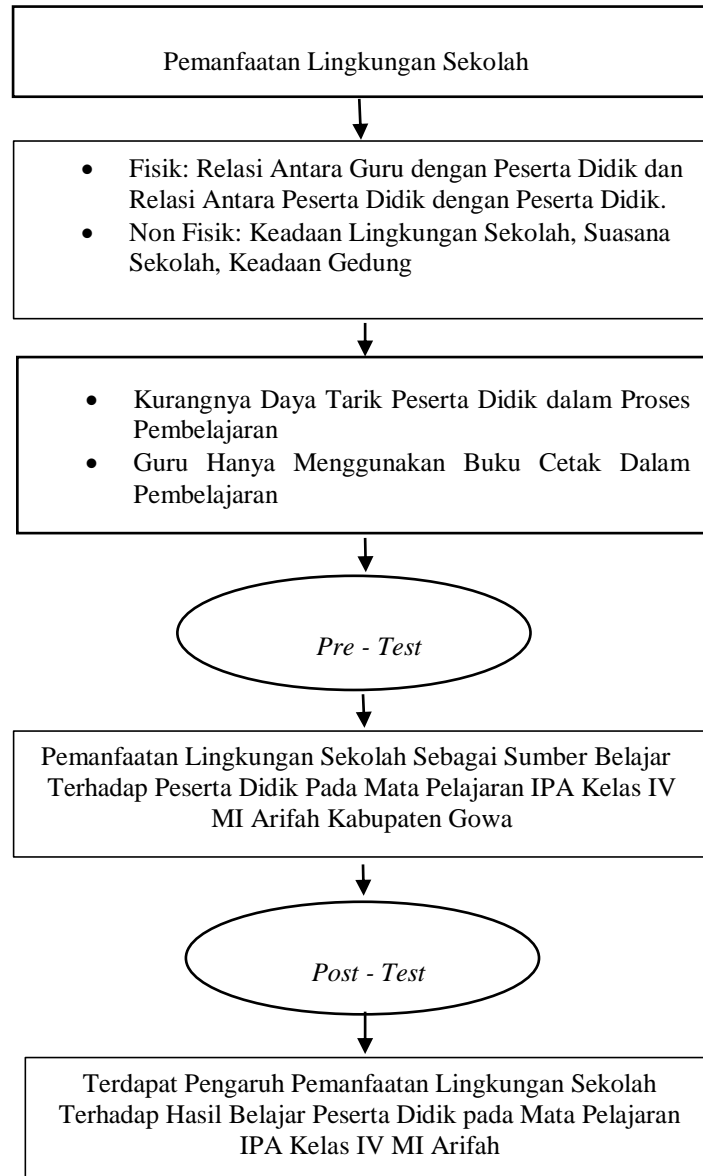 Pemanfaatan Lingkungan Sekolah
• Fisik: Relasi Antara Guru dengan Peserta Didik dan
Relasi Antara Peserta Didik dengan Peserta Didik.
• Non Fisik: Keadaan Lingkungan Sekolah, Suasana
Sekolah, Keadaan Gedung
• Kurangnya Daya Tarik Peserta Didik dalam Proses
Pembelajaran
• Guru Hanya Menggunakan Buku Cetak Dalam
Pembelajaran
Pre - Test
Pemanfaatan Lingkungan Sekolah Sebagai Sumber Belajar
Terhadap Peserta Didik Pada Mata Pelajaran IPA Kelas IV
MI Arifah Kabupaten Gowa
Post - Test
Terdapat Pengaruh Pemanfaatan Lingkungan Sekolah
Terhadap Hasil Belajar Peserta Didik pada Mata Pelajaran
IPA Kelas IV MI Arifah